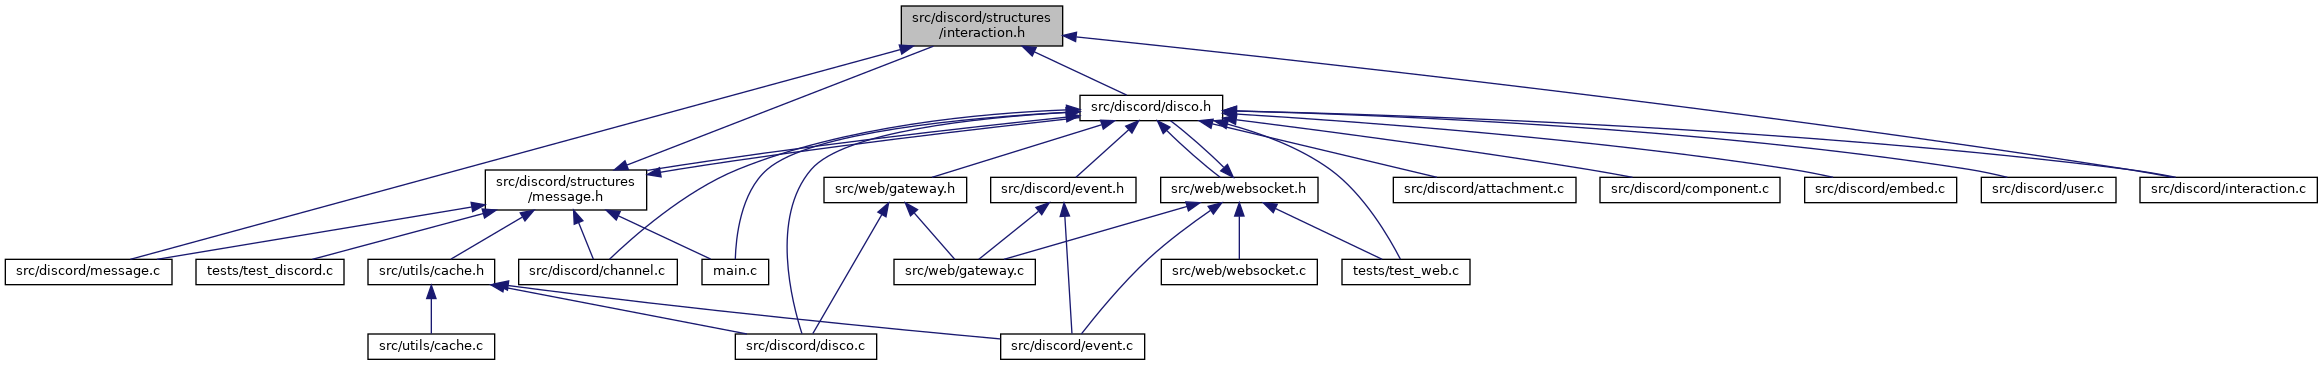 src/discord/structures
/interaction.h
src/discord/disco.h
src/discord/structures
/message.h
src/web/gateway.h
src/discord/event.h
src/web/websocket.h
src/discord/attachment.c
src/discord/component.c
src/discord/embed.c
src/discord/user.c
src/discord/interaction.c
src/discord/message.c
tests/test_discord.c
src/utils/cache.h
src/discord/channel.c
main.c
src/web/gateway.c
src/web/websocket.c
tests/test_web.c
src/utils/cache.c
src/discord/disco.c
src/discord/event.c